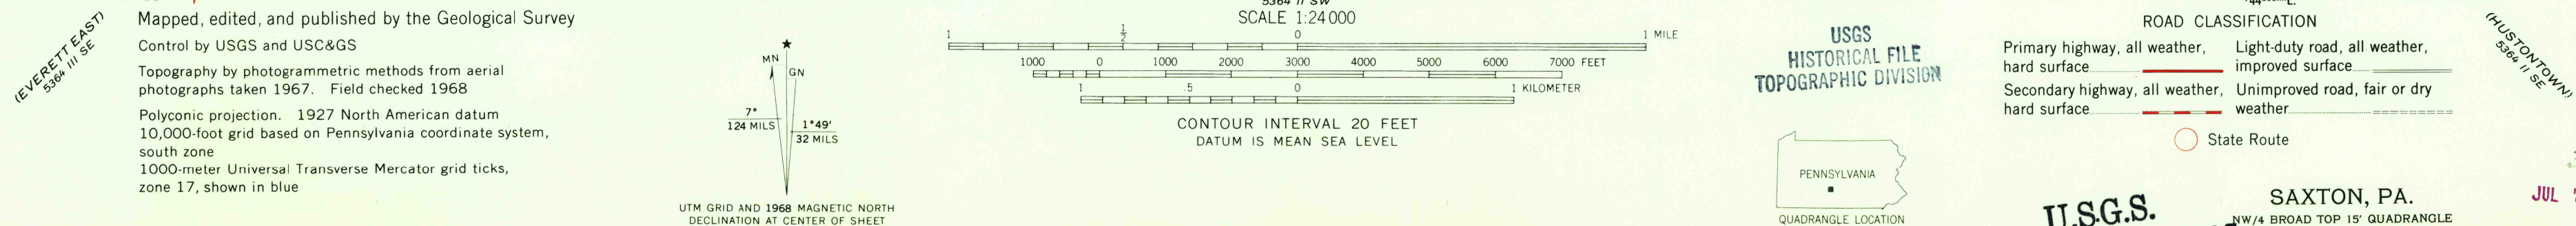 (EVERETT EAST)
5364 III SE
Mapped, edited, and published by the Geological Survey
Control by USGS and USC&GS
Topography by photogrammetric methods from aerial
photographs taken 1967. Field checked 1968
Polyconic projection. 1927 North American datum
10,000-foot grid based on Pennsylvania coordinate system,
south zone
1000-meter Universal Transverse Mercator grid ticks,
zone 17, shown in blue
MN
GN
7°
124 MILS
1°49'
32 MILS
UTM GRID AND 1968 MAGNETIC NORTH
DECLINATION AT CENTER OF SHEET
5364 II SW
SCALE 1:24000
1 ½ 0 1 MILE
1000 0 1000 2000 3000 4000 5000 6000 7000 FEET
1 .5 0 1 KILOMETER
CONTOUR INTERVAL 20 FEET
DATUM IS MEAN SEA LEVEL
USGS
HISTORICAL FILE
TOPOGRAPHIC DIVISION
PENNSYLVANIA
QUADRANGLE LOCATION
ROAD CLASSIFICATION
Primary highway, all weather,
hard surface
Light-duty road, all weather,
improved surface
Secondary highway, all weather,
hard surface
Unimproved road, fair or dry
weather
State Route
(HUSTONTOWN)
5364 II SE
U.S.G.S.
SAXTON, PA.
NW/4 BROAD TOP 15' QUADRANGLE
JUL